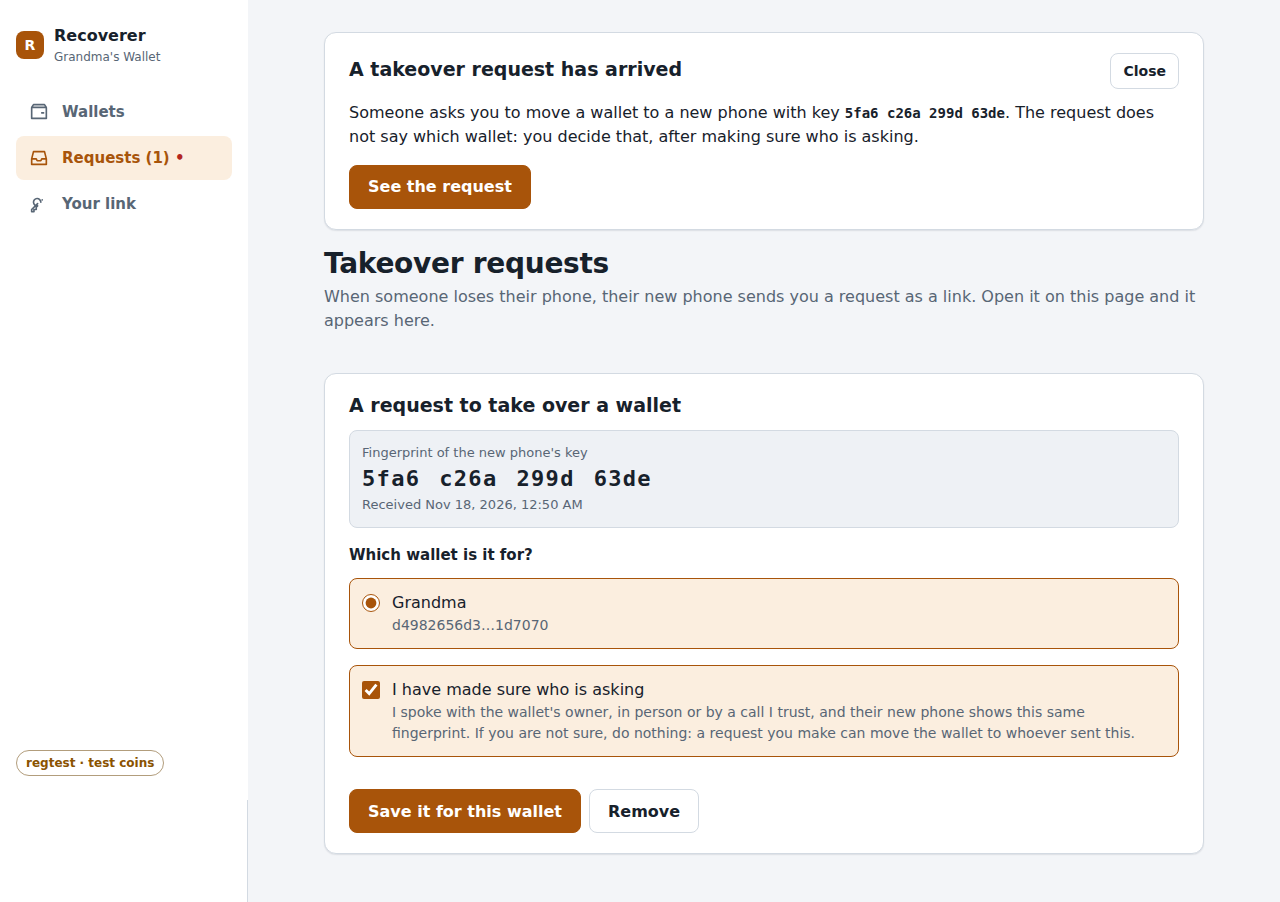 R
Recoverer
Grandma's Wallet
Wallets
Requests (1) •
Your link
regtest · test coins
A takeover request has arrived
Close
Someone asks you to move a wallet to a new phone with key 5fa6 c26a 299d 63de. The request does
not say which wallet: you decide that, after making sure who is asking.
See the request
Takeover requests
When someone loses their phone, their new phone sends you a request as a link. Open it on this page and it
appears here.
A request to take over a wallet
Fingerprint of the new phone's key
5fa6 c26a 299d 63de
Received Nov 18, 2026, 12:50 AM
Which wallet is it for?
Grandma
d4982656d3…1d7070
I have made sure who is asking
I spoke with the wallet's owner, in person or by a call I trust, and their new phone shows this same
fingerprint. If you are not sure, do nothing: a request you make can move the wallet to whoever sent this.
Save it for this wallet
Remove